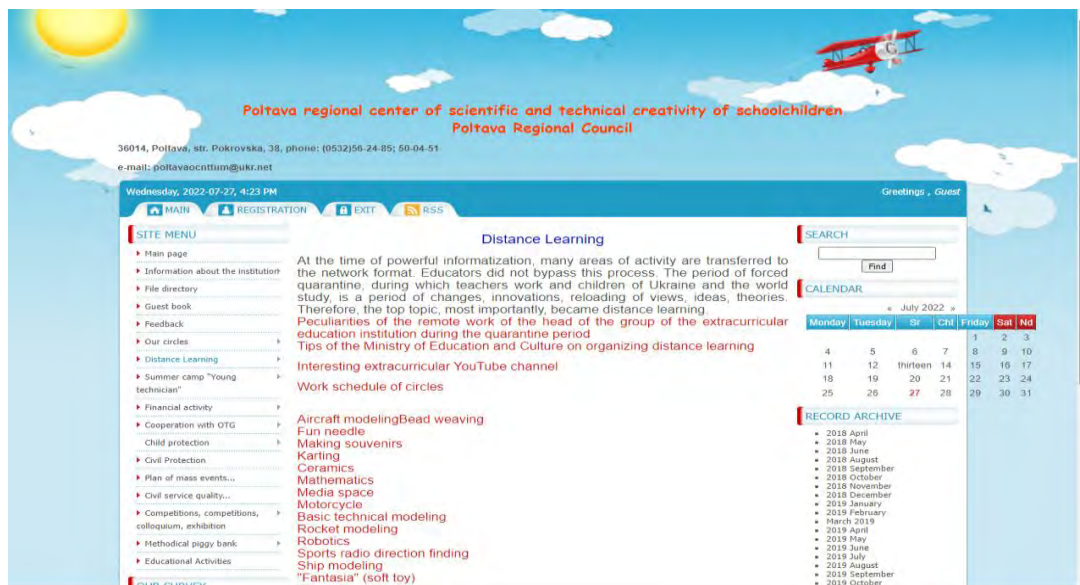 Poltava regional center of scientific and technical creativity of schoolchildren
Poltava Regional Council
36014, Poltava, str. Pokrovska, 38, phone: (0532)56-24-85; 50-04-51
e-mail: poltavaocnttum@ukr.net
Wednesday, 2022-07-27, 4:23 PM
Greetings , Guest
MAIN REGISTRATION EXIT RSS
SITE MENU
Main page
Information about the institution
File directory
Guest book
Feedback
Our circles
Distance Learning
Summer camp "Young
technician"
Financial activity
Cooperation with OTG
Child protection
Civil Protection
Plan of mass events...
Civil service quality...
Competitions, competitions,
colloquium, exhibition
Methodical piggy bank
Educational Activities
OUR SURVEY
Distance Learning
At the time of powerful informatization, many areas of activity are transferred to
the network format. Educators did not bypass this process. The period of forced
quarantine, during which teachers work and children of Ukraine and the world
study, is a period of changes, innovations, reloading of views, ideas, theories.
Therefore, the top topic, most importantly, became distance learning.
Peculiarities of the remote work of the head of the group of the extracurricular
education institution during the quarantine period
Tips of the Ministry of Education and Culture on organizing distance learning
Interesting extracurricular YouTube channel
Work schedule of circles
Aircraft modelingBead weaving
Fun needle
Making souvenirs
Karting
Ceramics
Mathematics
Media space
Motorcycle
Basic technical modeling
Rocket modeling
Robotics
Sports radio direction finding
Ship modeling
"Fantasia" (soft toy)
SEARCH
Find
CALENDAR
« July 2022 »
Monday Tuesday Sr Cht Friday Sat Nd
1 2 3
4 5 6 7 8 9 10
11 12 thirteen 14 15 16 17
18 19 20 21 22 23 24
25 26 27 28 29 30 31
RECORD ARCHIVE
2018 April
2018 May
2018 June
2018 August
2018 September
2018 October
2018 November
2018 December
2019 January
2019 February
March 2019
2019 April
2019 May
2019 June
2019 July
2019 August
2019 September
2019 October